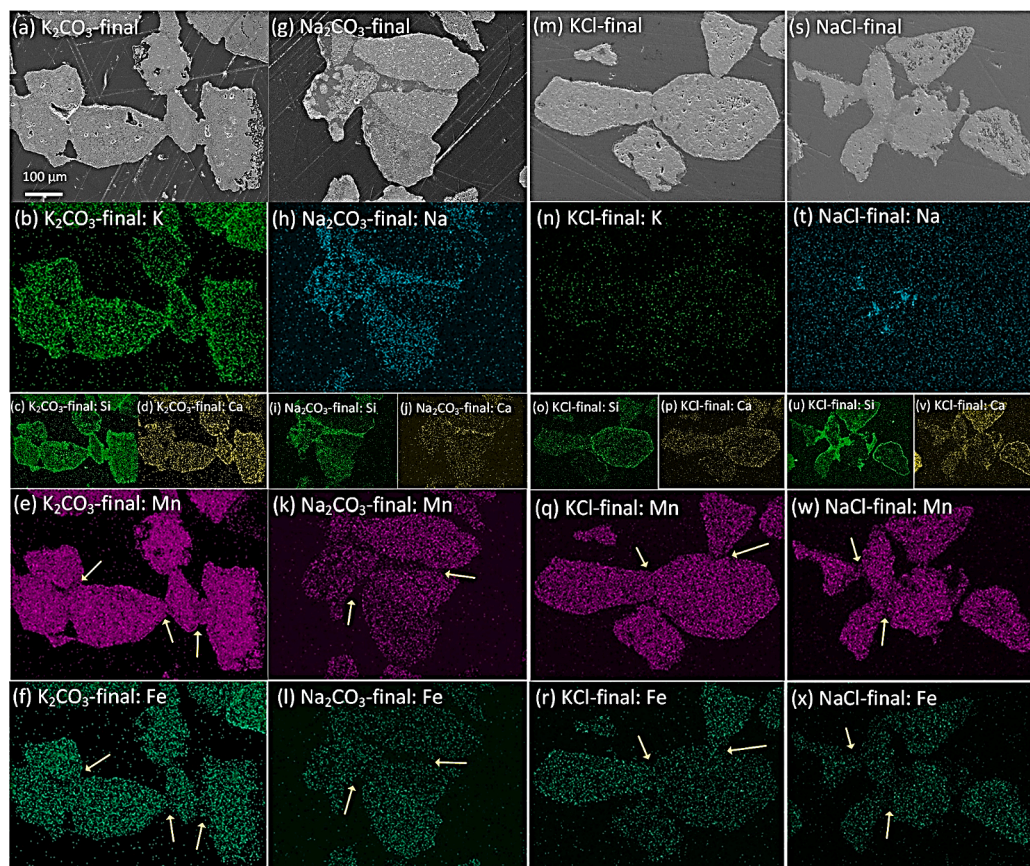 (a) K₂CO₃-final
(g) Na₂CO₃-final
(m) KCl-final
(s) NaCl-final
100 μm
(b) K₂CO₃-final: K
(h) Na₂CO₃-final: Na
(n) KCl-final: K
(t) NaCl-final: Na
(c) K₂CO₃-final: Si
(d) K₂CO₃-final: Ca
(i) Na₂CO₃-final: Si
(j) Na₂CO₃-final: Ca
(o) KCl-final: Si
(p) KCl-final: Ca
(u) KCl-final: Si
(v) KCl-final: Ca
(e) K₂CO₃-final: Mn
(k) Na₂CO₃-final: Mn
(q) KCl-final: Mn
(w) NaCl-final: Mn
(f) K₂CO₃-final: Fe
(l) Na₂CO₃-final: Fe
(r) KCl-final: Fe
(x) NaCl-final: Fe